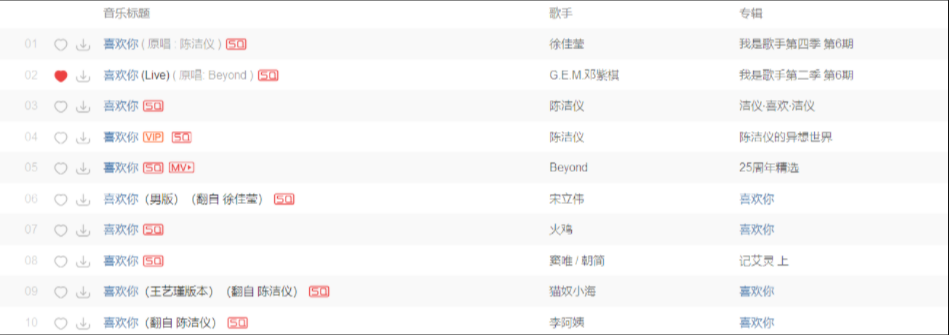 音乐标题 歌手 专辑
01 喜欢你 ( 原唱 : 陈洁仪 ) SQ 徐佳莹 我是歌手第四季 第6期
02 喜欢你 (Live) ( 原唱: Beyond ) SQ G.E.M.邓紫棋 我是歌手第二季 第6期
03 喜欢你 SQ 陈洁仪 洁仪·喜欢·洁仪
04 喜欢你 VIP SQ 陈洁仪 陈洁仪的异想世界
05 喜欢你 SQ MV Beyond 25周年精选
06 喜欢你（男版）（翻自 徐佳莹） SQ 宋立伟 喜欢你
07 喜欢你 SQ 火鸡 喜欢你
08 喜欢你 SQ 窦唯 / 朝简 记艾灵 上
09 喜欢你（王艺瑾版本）（翻自 陈洁仪） SQ 猫奴小海 喜欢你
10 喜欢你（翻自 陈洁仪） SQ 李阿姨 喜欢你